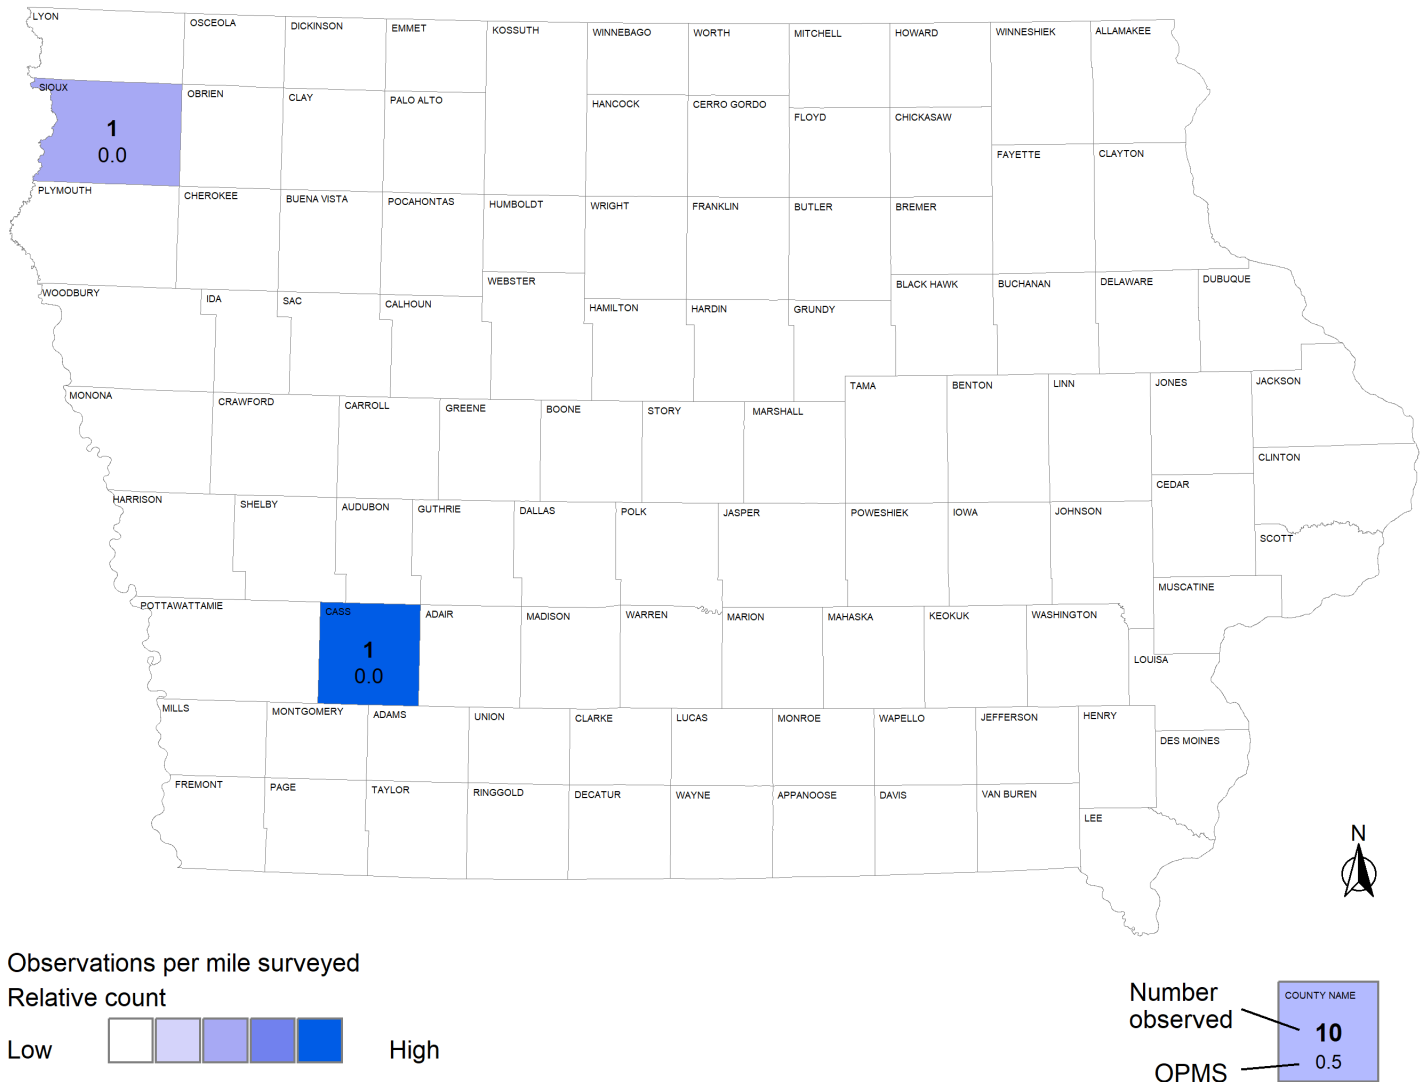 LYON
OSCEOLA
DICKINSON
EMMET
KOSSUTH
WINNEBAGO
WORTH
MITCHELL
HOWARD
WINNESHIEK
ALLAMAKEE
SIOUX
1
0.0
OBRIEN
CLAY
PALO ALTO
HANCOCK
CERRO GORDO
FLOYD
CHICKASAW
FAYETTE
CLAYTON
PLYMOUTH
CHEROKEE
BUENA VISTA
POCAHONTAS
HUMBOLDT
WRIGHT
FRANKLIN
BUTLER
BREMER
WEBSTER
BLACK HAWK
BUCHANAN
DELAWARE
DUBUQUE
WOODBURY
IDA
SAC
CALHOUN
HAMILTON
HARDIN
GRUNDY
TAMA
BENTON
LINN
JONES
JACKSON
MONONA
CRAWFORD
CARROLL
GREENE
BOONE
STORY
MARSHALL
CLINTON
CEDAR
HARRISON
SHELBY
AUDUBON
GUTHRIE
DALLAS
POLK
JASPER
POWESHIEK
IOWA
JOHNSON
SCOTT
MUSCATINE
POTTAWATTAMIE
CASS
1
0.0
ADAIR
MADISON
WARREN
MARION
MAHASKA
KEOKUK
WASHINGTON
LOUISA
MILLS
MONTGOMERY
ADAMS
UNION
CLARKE
LUCAS
MONROE
WAPELLO
JEFFERSON
HENRY
DES MOINES
FREMONT
PAGE
TAYLOR
RINGGOLD
DECATUR
WAYNE
APPANOOSE
DAVIS
VAN BUREN
LEE
N
Observations per mile surveyed
Relative count
Low
High
Number
observed
OPMS
COUNTY NAME
10
0.5